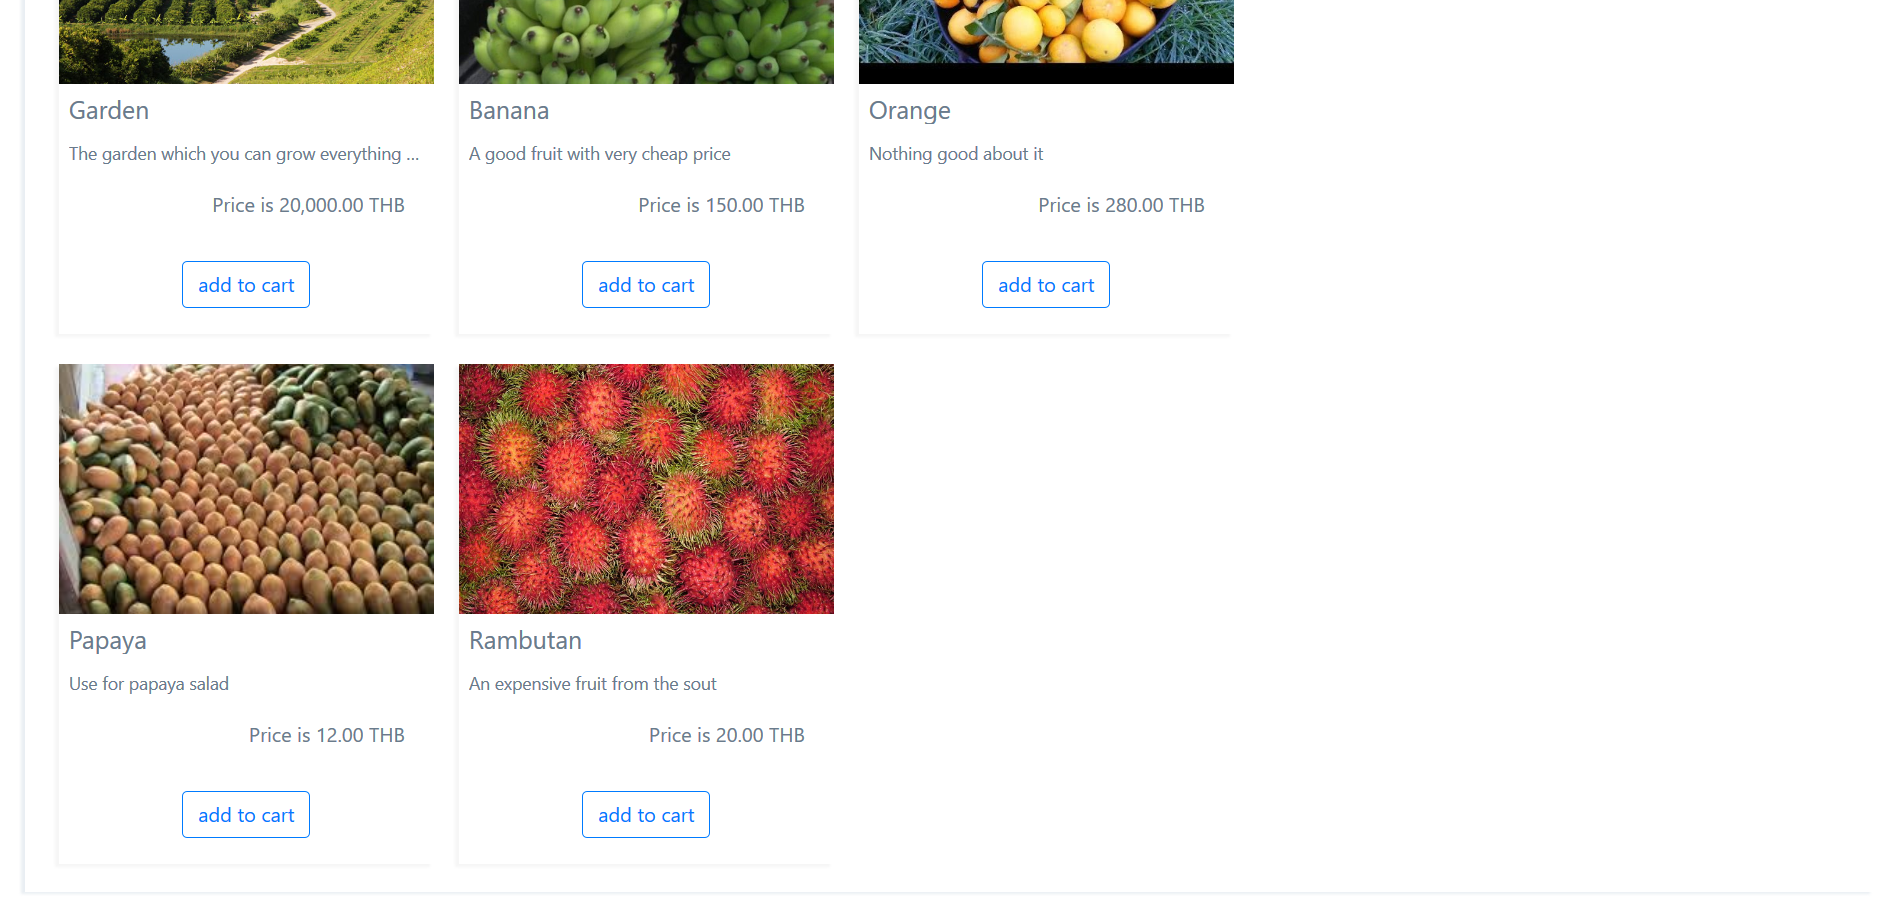 Garden
The garden which you can grow everything ...
Price is 20,000.00 THB
add to cart
Banana
A good fruit with very cheap price
Price is 150.00 THB
add to cart
Orange
Nothing good about it
Price is 280.00 THB
add to cart
Papaya
Use for papaya salad
Price is 12.00 THB
add to cart
Rambutan
An expensive fruit from the sout
Price is 20.00 THB
add to cart